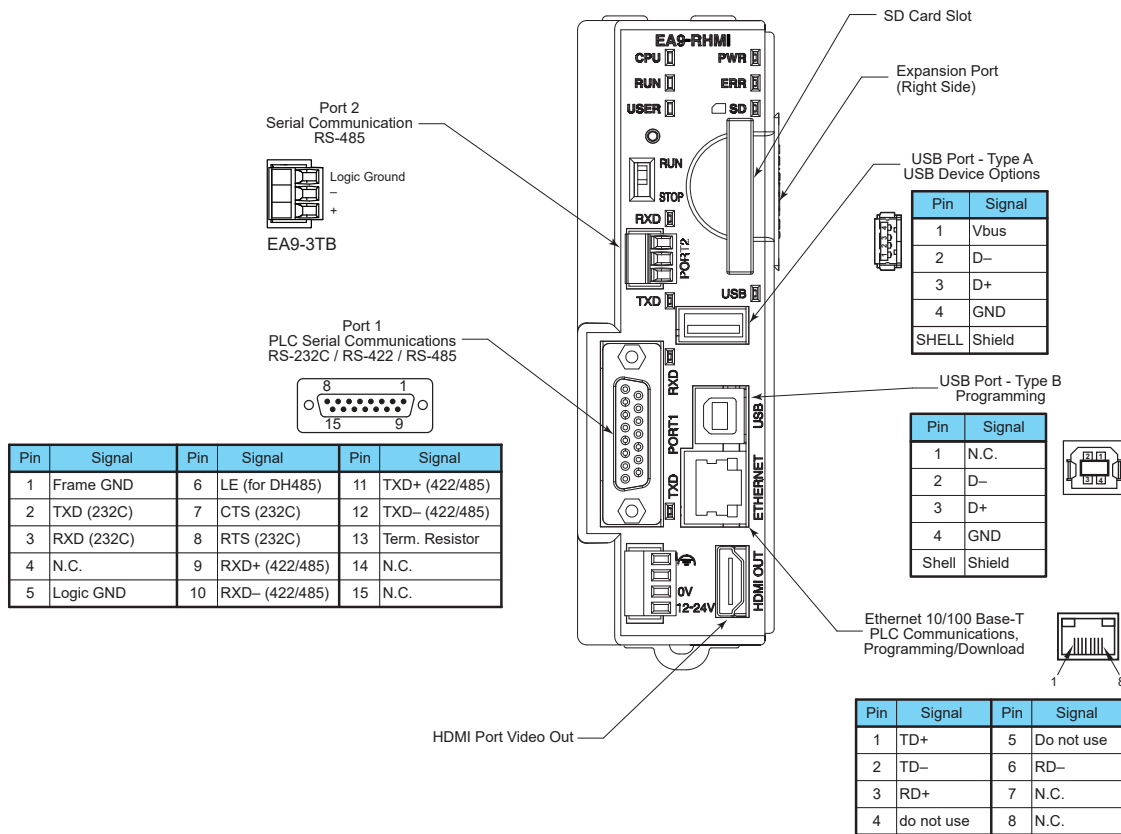 SD Card Slot
Expansion Port
(Right Side)
EA9-RHMI
CPU PWR
RUN ERR
USER SD
RUN
STOP
RXD
PORT2
TXD
USB
RXD
PORT1
TXD
USB
ETHERNET
HDMI OUT
0V
12-24V
Port 2
Serial Communication
RS-485
Logic Ground
–
+
EA9-3TB
Port 1
PLC Serial Communications
RS-232C / RS-422 / RS-485
8 1
15 9
Pin Signal Pin Signal Pin Signal
1 Frame GND 6 LE (for DH485) 11 TXD+ (422/485)
2 TXD (232C) 7 CTS (232C) 12 TXD– (422/485)
3 RXD (232C) 8 RTS (232C) 13 Term. Resistor
4 N.C. 9 RXD+ (422/485) 14 N.C.
5 Logic GND 10 RXD– (422/485) 15 N.C.
USB Port - Type A
USB Device Options
Pin Signal
1 Vbus
2 D–
3 D+
4 GND
SHELL Shield
USB Port - Type B
Programming
Pin Signal
1 N.C.
2 D–
3 D+
4 GND
Shell Shield
2 1
3 4
Ethernet 10/100 Base-T
PLC Communications,
Programming/Download
1 8
Pin Signal Pin Signal
1 TD+ 5 Do not use
2 TD– 6 RD–
3 RD+ 7 N.C.
4 do not use 8 N.C.
HDMI Port Video Out